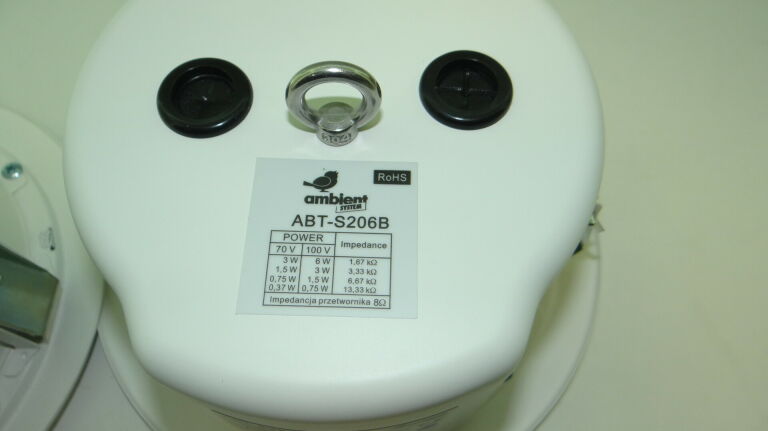 304
RoHS
ambient
SYSTEM
ABT-S206B
POWER Impedance
70 V 100 V
3 W 6 W 1,67 kΩ
1,5 W 3 W 3,33 kΩ
0,75 W 1,5 W 6,67 kΩ
0,37 W 0,75 W 13,33 kΩ
Impedancja przetwornika 8Ω